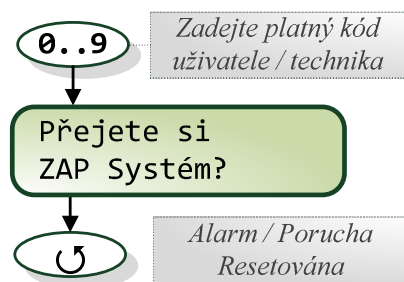 0..9
Zadejte platný kód
uživatele / technika
Přejete si
ZAP Systém?
Alarm / Porucha
Resetována